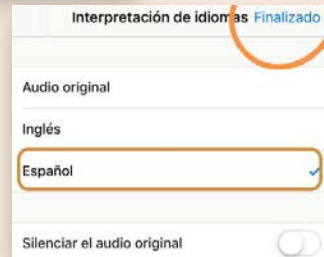 Interpretación de idiomas Finalizado
Audio original
Inglés
Español
Silenciar el audio original